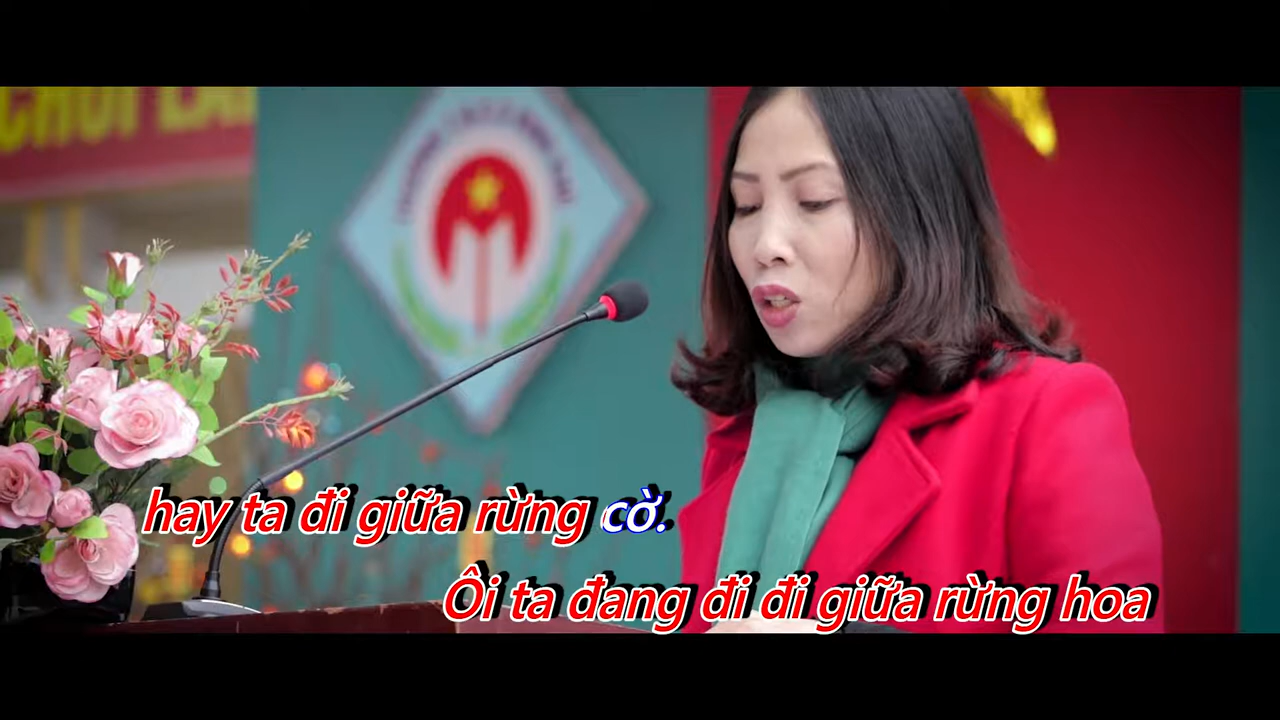 hay ta đi giữa rừng cờ.
Ôi ta đang đi đi giữa rừng hoa